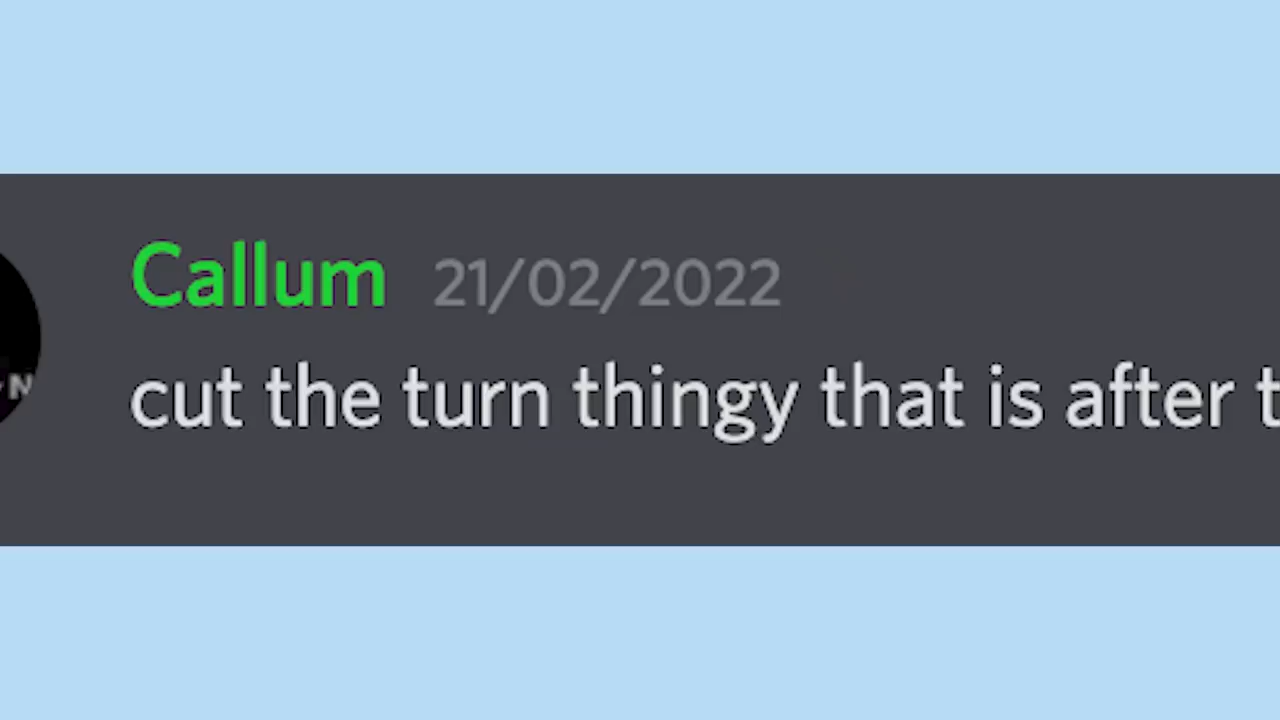 Callum 21/02/2022
cut the turn thingy that is after